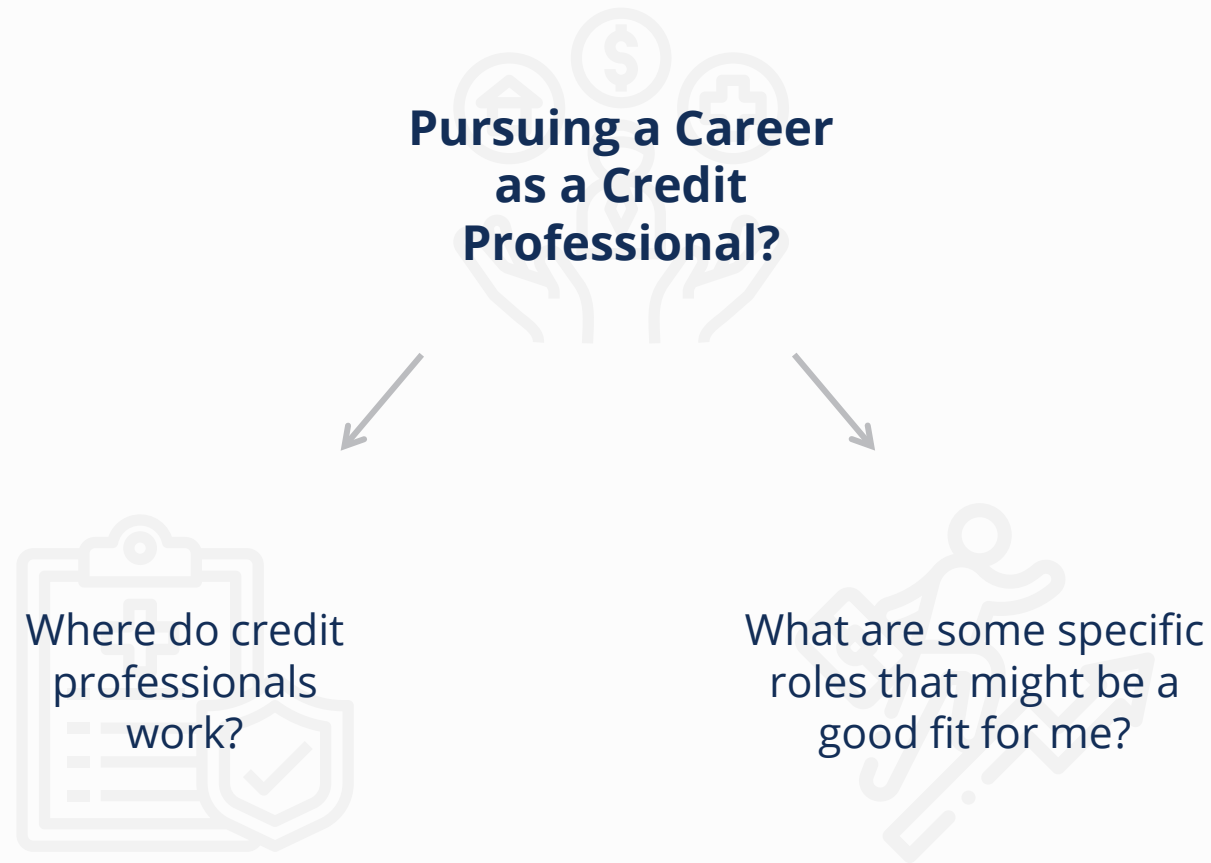 Pursuing a Career
as a Credit
Professional?
Where do credit
professionals
work?
What are some specific
roles that might be a
good fit for me?